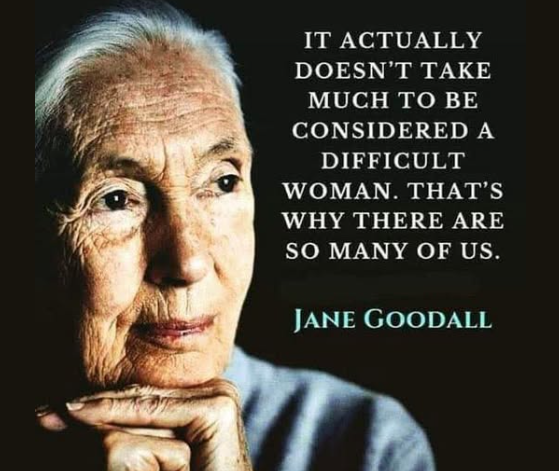 IT ACTUALLY
DOESN'T TAKE
MUCH TO BE
CONSIDERED A
DIFFICULT
WOMAN. THAT'S
WHY THERE ARE
SO MANY OF US.
JANE GOODALL